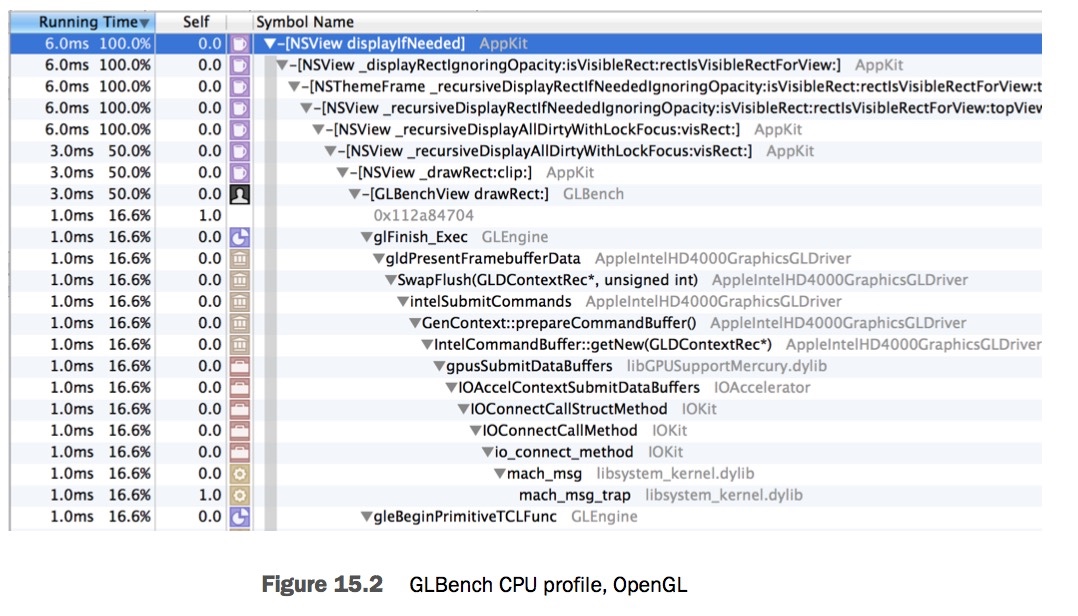 Running Time Self Symbol Name
6.0ms 100.0% 0.0 -[NSView displayIfNeeded] AppKit
6.0ms 100.0% 0.0 -[NSView _displayRectIgnoringOpacity:isVisibleRect:rectIsVisibleRectForView:] AppKit
6.0ms 100.0% 0.0 -[NSThemeFrame _recursiveDisplayRectIfNeededIgnoringOpacity:isVisibleRect:rectIsVisibleRectForView:t
6.0ms 100.0% 0.0 -[NSView _recursiveDisplayRectIfNeededIgnoringOpacity:isVisibleRect:rectIsVisibleRectForView:topView
6.0ms 100.0% 0.0 -[NSView _recursiveDisplayAllDirtyWithLockFocus:visRect:] AppKit
3.0ms 50.0% 0.0 -[NSView _recursiveDisplayAllDirtyWithLockFocus:visRect:] AppKit
3.0ms 50.0% 0.0 -[NSView _drawRect:clip:] AppKit
3.0ms 50.0% 0.0 -[GLBenchView drawRect:] GLBench
1.0ms 16.6% 1.0 0x112a84704
1.0ms 16.6% 0.0 glFinish_Exec GLEngine
1.0ms 16.6% 0.0 gldPresentFramebufferData AppleIntelHD4000GraphicsGLDriver
1.0ms 16.6% 0.0 SwapFlush(GLDContextRec*, unsigned int) AppleIntelHD4000GraphicsGLDriver
1.0ms 16.6% 0.0 intelSubmitCommands AppleIntelHD4000GraphicsGLDriver
1.0ms 16.6% 0.0 GenContext::prepareCommandBuffer() AppleIntelHD4000GraphicsGLDriver
1.0ms 16.6% 0.0 IntelCommandBuffer::getNew(GLDContextRec*) AppleIntelHD4000GraphicsGLDriver
1.0ms 16.6% 0.0 gpusSubmitDataBuffers libGPUSupportMercury.dylib
1.0ms 16.6% 0.0 IOAccelContextSubmitDataBuffers IOAccelerator
1.0ms 16.6% 0.0 IOConnectCallStructMethod IOKit
1.0ms 16.6% 0.0 IOConnectCallMethod IOKit
1.0ms 16.6% 0.0 io_connect_method IOKit
1.0ms 16.6% 0.0 mach_msg libsystem_kernel.dylib
1.0ms 16.6% 1.0 mach_msg_trap libsystem_kernel.dylib
1.0ms 16.6% 0.0 gleBeginPrimitiveTCLFunc GLEngine
Figure 15.2 GLBench CPU profile, OpenGL